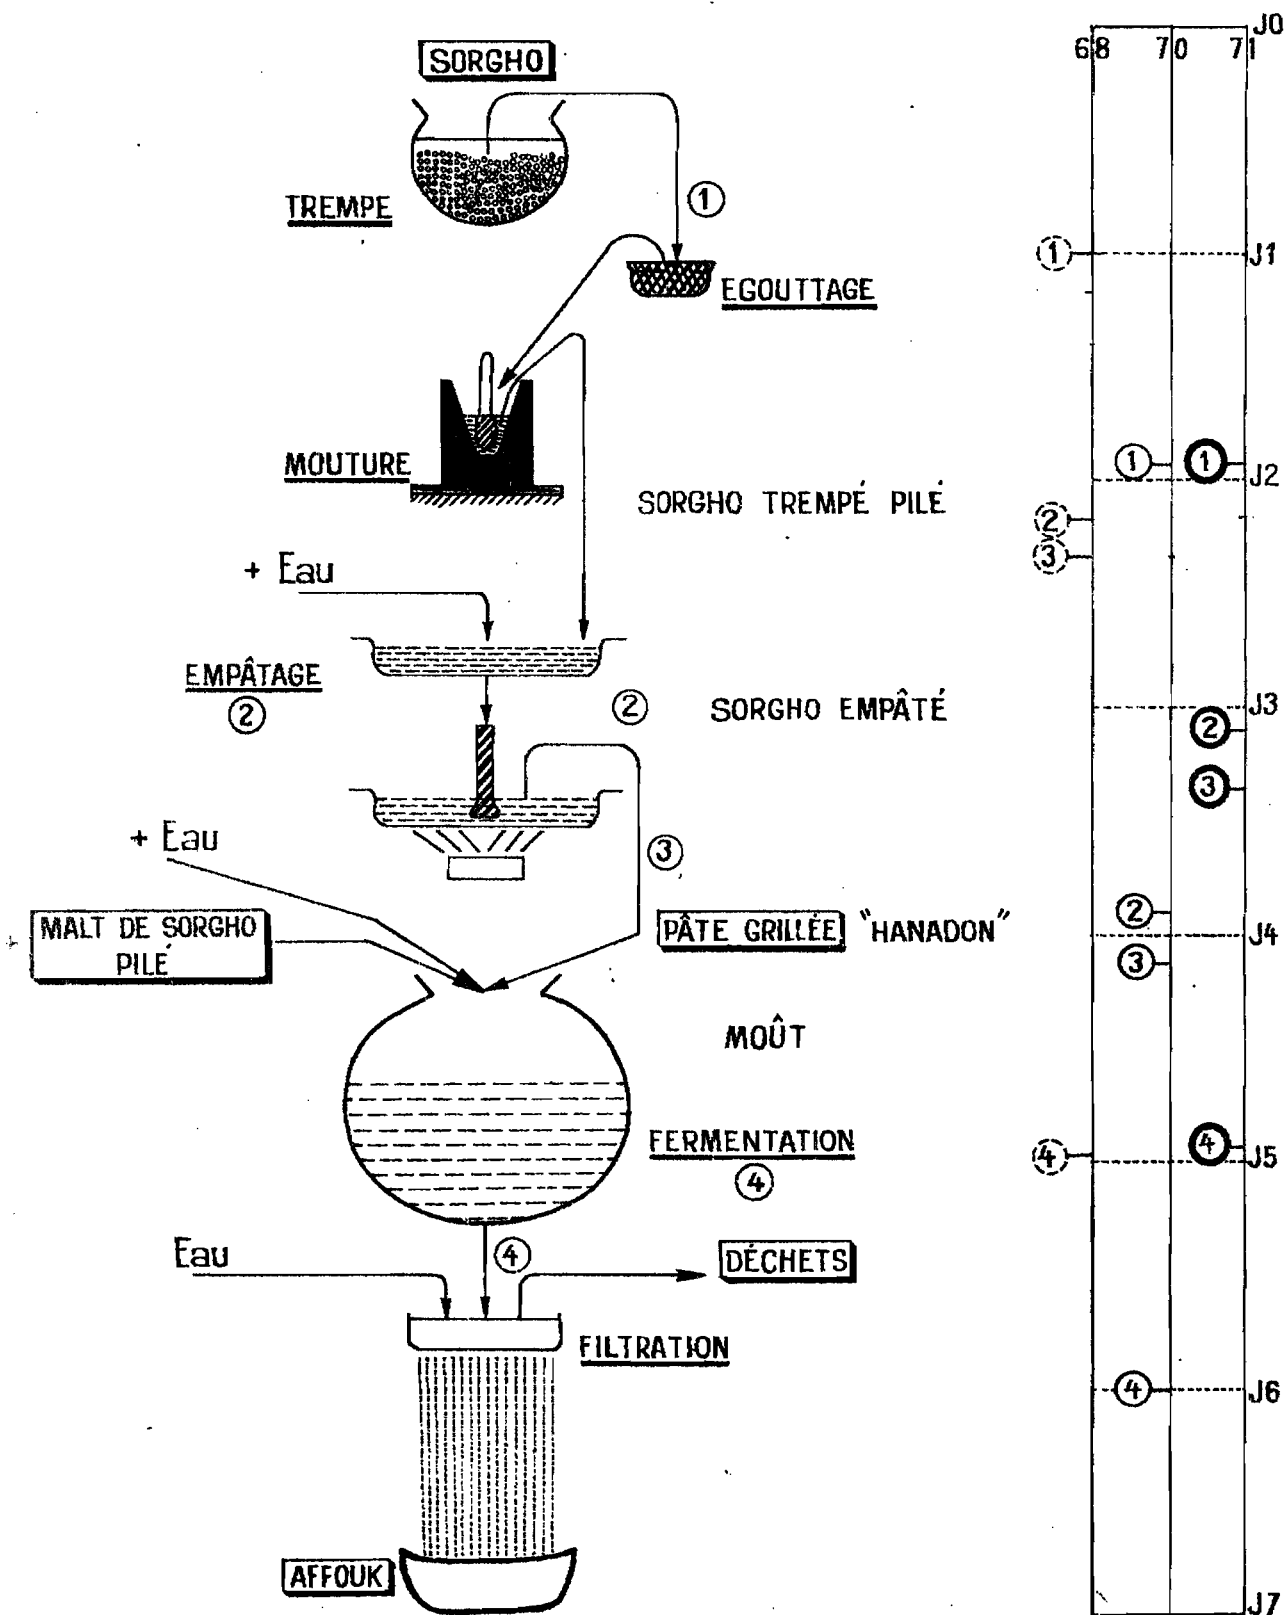 SORGHO
TREMPE
1
EGOUTTAGE
MOUTURE
SORGHO TREMPÉ PILÉ
+ Eau
EMPÂTAGE
2
2
SORGHO EMPÂTÉ
+ Eau
3
MALT DE SORGHO
PILÉ
PÂTE GRILLÉE "HANADON"
MOÛT
FERMENTATION
4
Eau
4
DÉCHETS
FILTRATION
AFFOUK
68 70 71 J0
1 J1
1 1 J2
2
3
J3
2
3
2
J4
3
4
4 J5
4 J6
J7